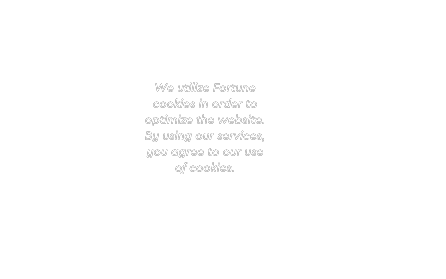 We utilize Fortune
cookies in order to
optimize the website.
By using our services,
you agree to our use
of cookies.